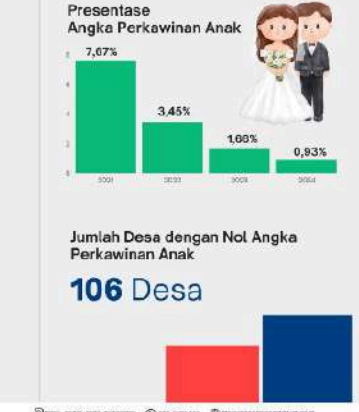 Presentase
Angka Perkawinan Anak
7,67%
3,45%
1,66%
0,93%
Jumlah Desa dengan Nol Angka
Perkawinan Anak
106 Desa